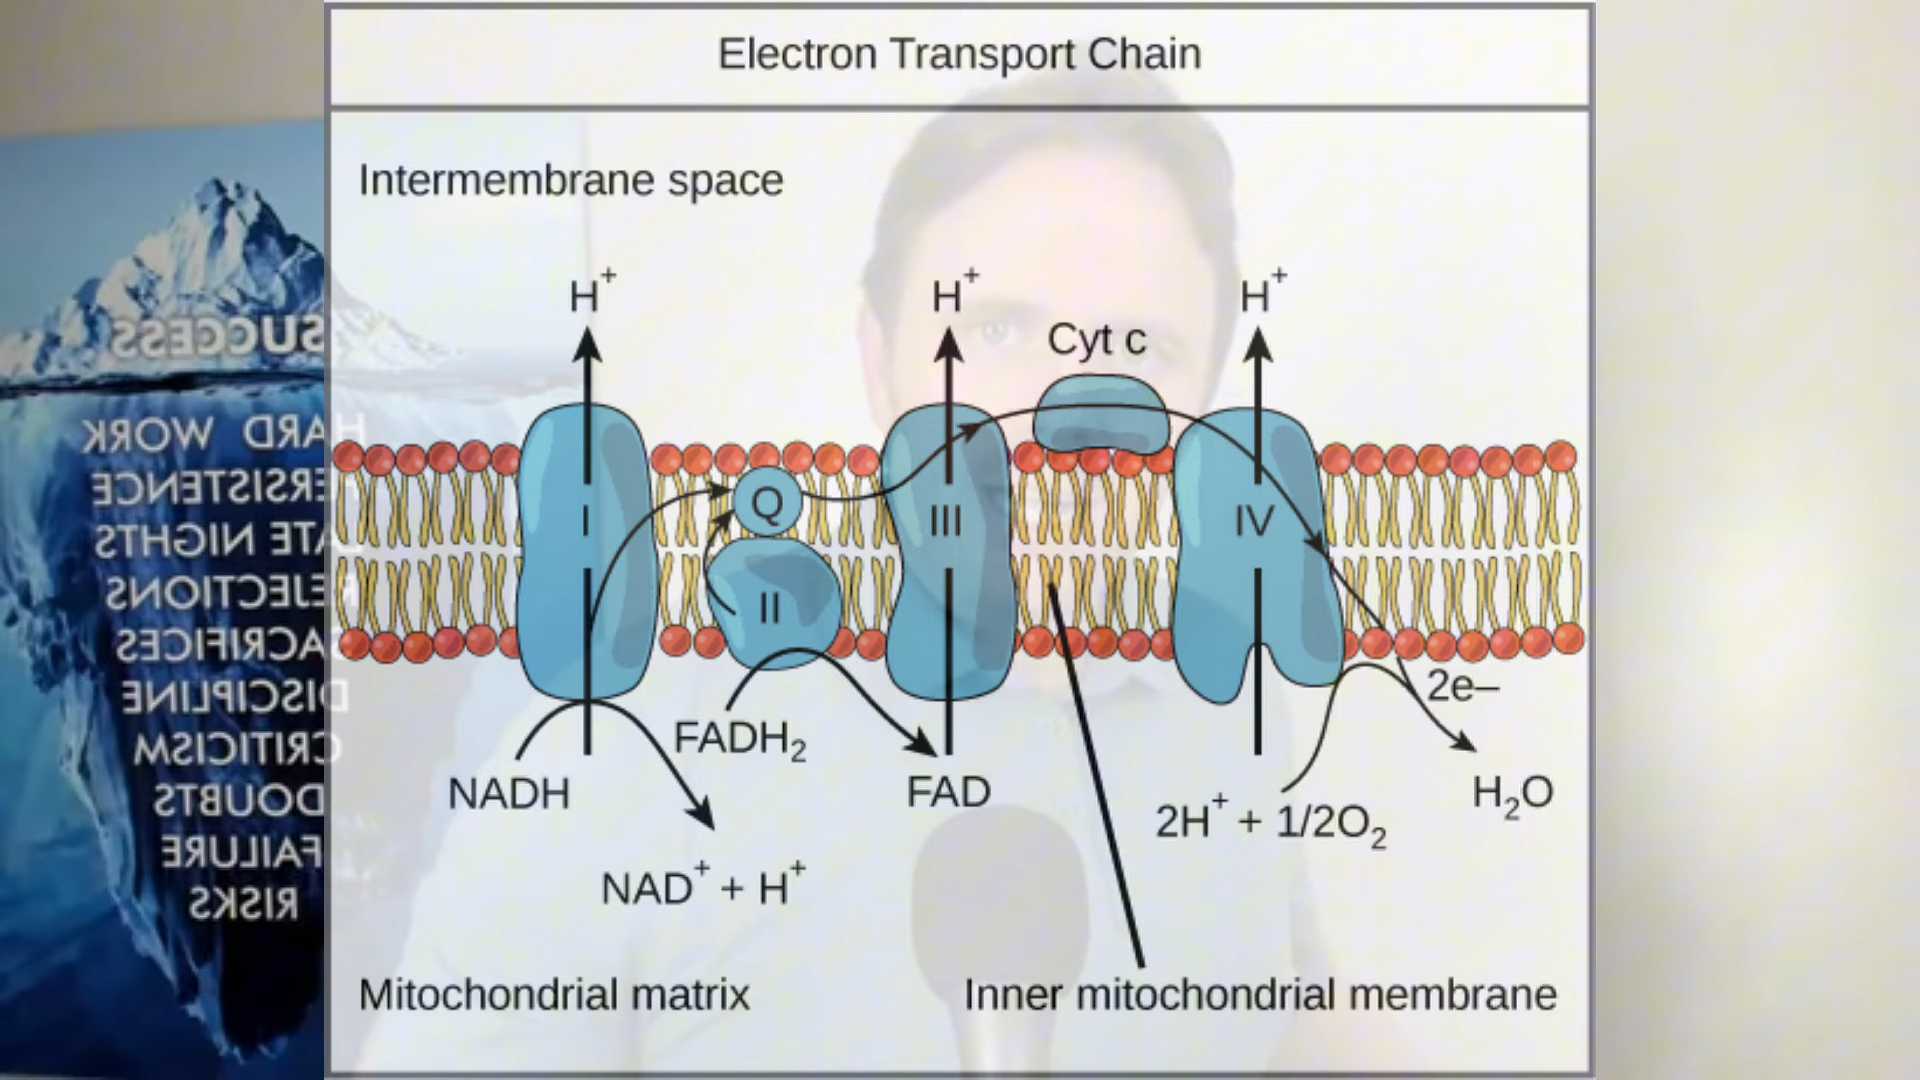 Electron Transport Chain
Intermembrane space
H+
H+
H+
Cyt c
I
Q
II
III
IV
2e–
NADH
FADH2
FAD
2H+ + 1/2O2
H2O
NAD+ + H+
Mitochondrial matrix
Inner mitochondrial membrane
SUCCESS
HARD WORK
PERSISTENCE
LATE NIGHTS
REJECTIONS
SACRIFICES
DISCIPLINE
CRITICISM
DOUBTS
FAILURE
RISKS